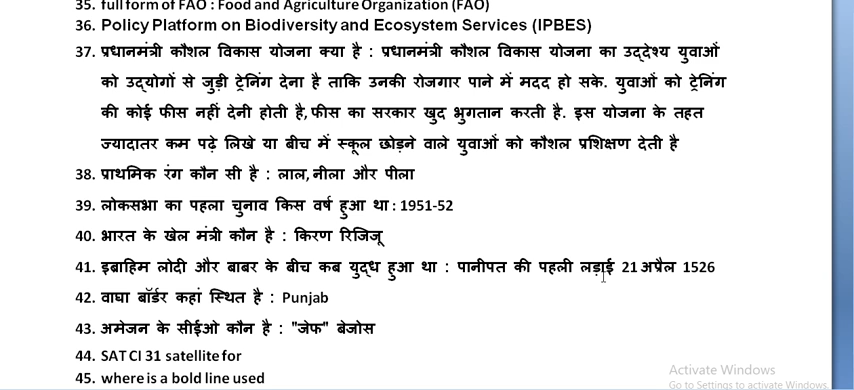 35. full form of FAO : Food and Agriculture Organization (FAO)
36. Policy Platform on Biodiversity and Ecosystem Services (IPBES)
37. प्रधानमंत्री कौशल विकास योजना क्या है : प्रधानमंत्री कौशल विकास योजना का उद्देश्य युवाओं
को उद्योगों से जुड़ी ट्रेनिंग देना है ताकि उनकी रोजगार पाने में मदद हो सके. युवाओं को ट्रेनिंग
की कोई फीस नहीं देनी होती है, फीस का सरकार खुद भुगतान करती है. इस योजना के तहत
ज्यादातर कम पढ़े लिखे या बीच में स्कूल छोड़ने वाले युवाओं को कौशल प्रशिक्षण देती है
38. प्राथमिक रंग कौन सी है : लाल, नीला और पीला
39. लोकसभा का पहला चुनाव किस वर्ष हुआ था : 1951-52
40. भारत के खेल मंत्री कौन है : किरण रिजिजू
41. इब्राहिम लोदी और बाबर के बीच कब युद्ध हुआ था : पानीपत की पहली लड़ाई 21 अप्रैल 1526
42. वाघा बॉर्डर कहां स्थित है : Punjab
43. अमेजन के सीईओ कौन है : "जेफ" बेजोस
44. SAT CI 31 satellite for
45. where is a bold line used
Activate Windows
Go to Settings to activate Windows.